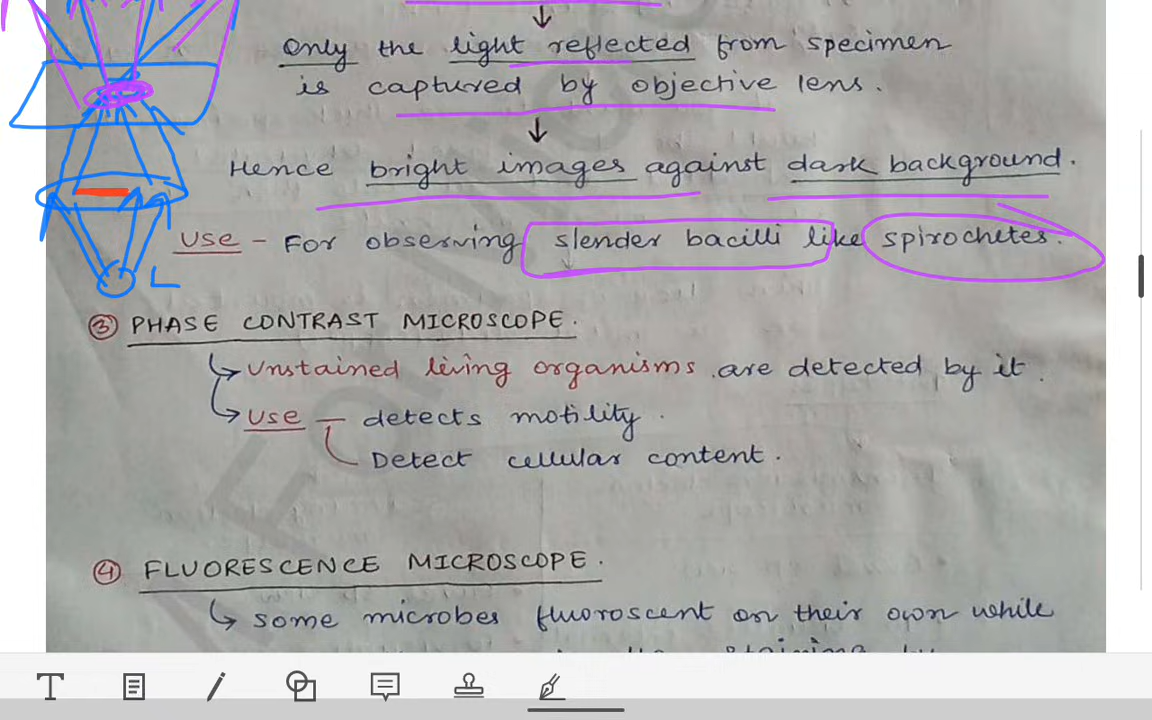 Only the light reflected from specimen
is captured by objective lens.
Hence bright images against dark background.
USE - For observing slender bacilli like spirochetes.
L
③ PHASE CONTRAST MICROSCOPE.
Unstained living organisms are detected by it.
USE - detects motility.
Detect cellular content.
④ FLUORESCENCE MICROSCOPE.
Some microbes fluoroscent on their own while
T